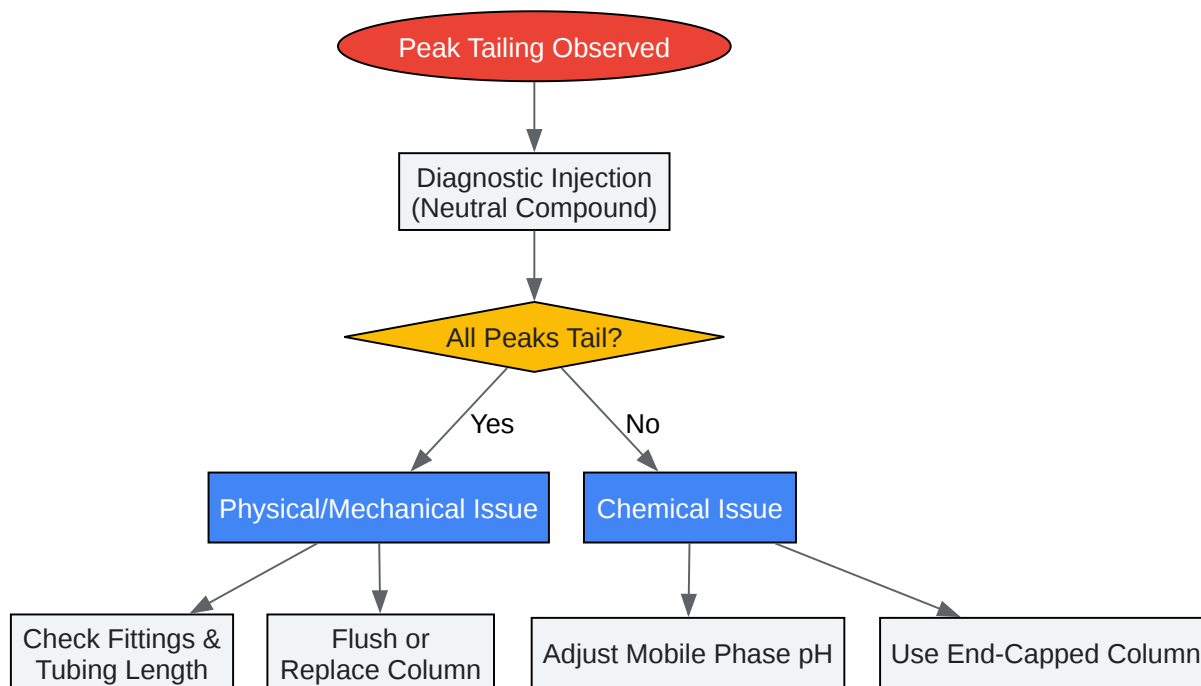 Peak Tailing Observed
Diagnostic Injection
(Neutral Compound)
All Peaks Tail?
Yes
No
Physical/Mechanical Issue
Chemical Issue
Check Fittings &
Tubing Length
Flush or
Replace Column
Adjust Mobile Phase pH
Use End-Capped Column